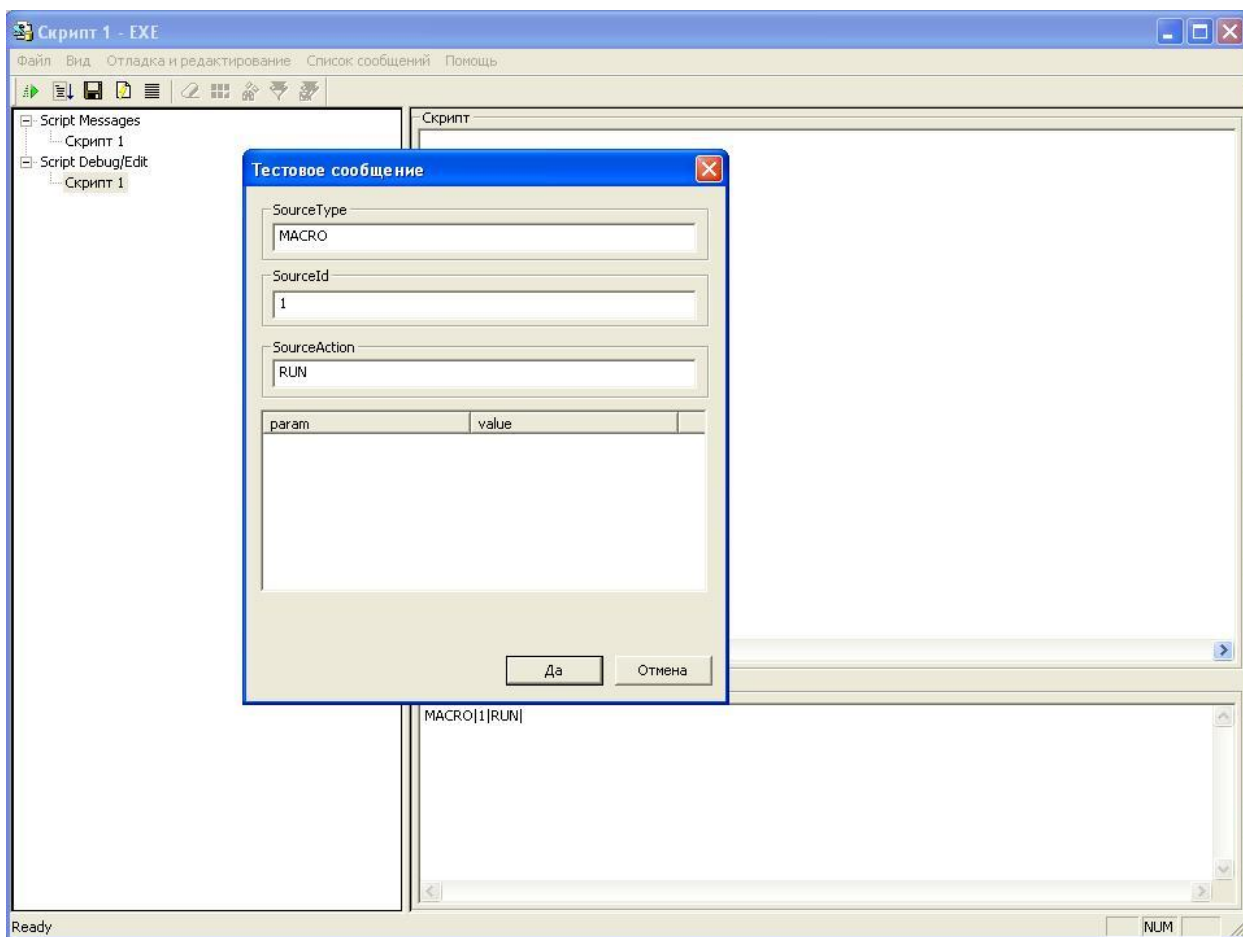 Скрипт 1 - EXE
Файл Вид Отладка и редактирование Список сообщений Помощь
Script Messages
Скрипт 1
Script Debug/Edit
Скрипт 1
Скрипт
Тестовое сообщение
SourceType
MACRO
SourceId
1
SourceAction
RUN
param value
Да Отмена
MACRO|1|RUN|
Ready NUM